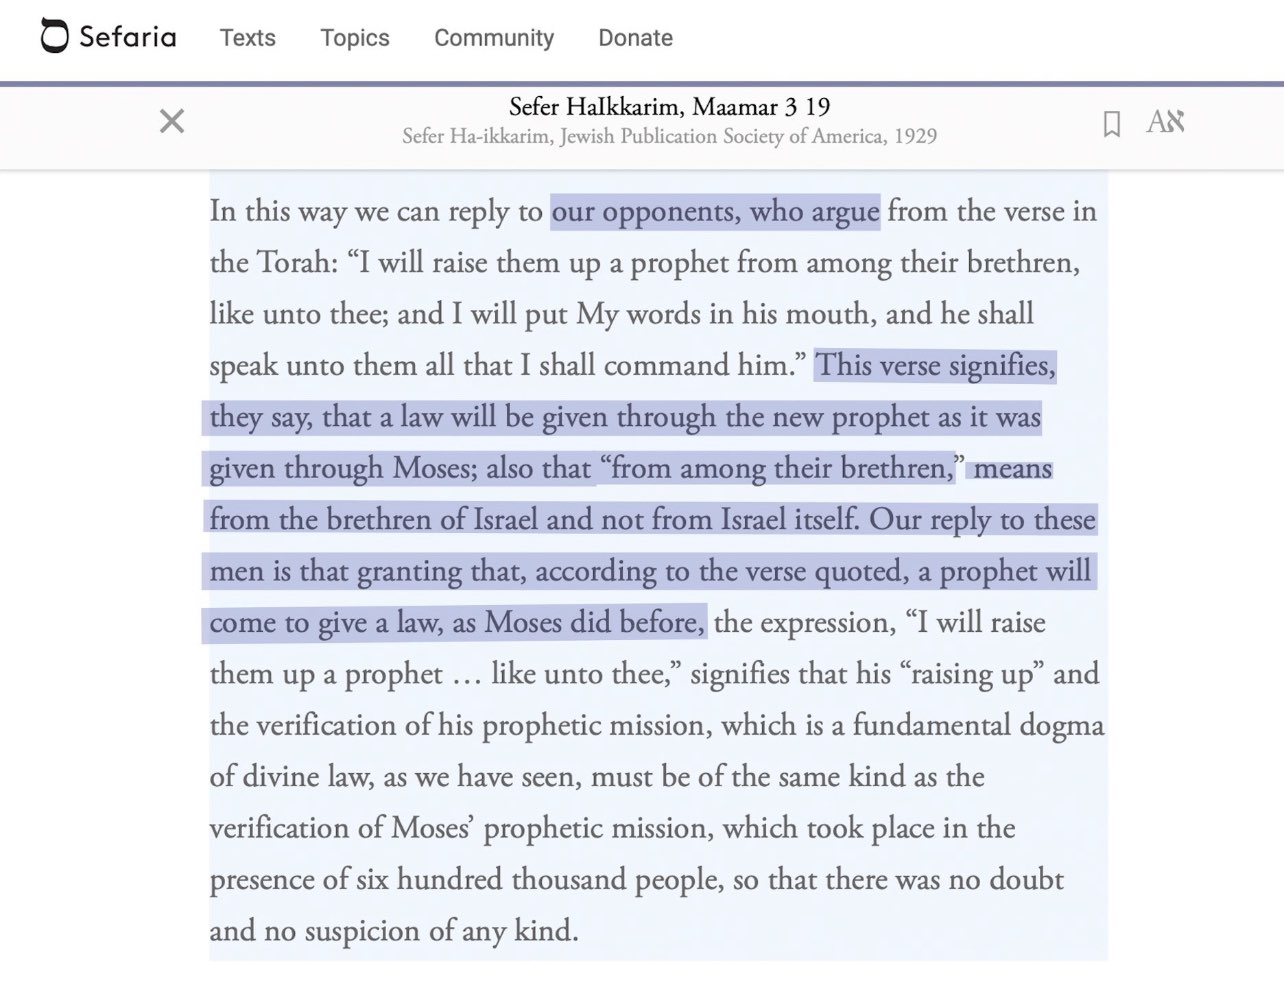 Sefaria Texts Topics Community Donate
Sefer HaIkkarim, Maamar 3 19
Sefer Ha-ikkarim, Jewish Publication Society of America, 1929
Aא
In this way we can reply to our opponents, who argue from the verse in
the Torah: “I will raise them up a prophet from among their brethren,
like unto thee; and I will put My words in his mouth, and he shall
speak unto them all that I shall command him.” This verse signifies,
they say, that a law will be given through the new prophet as it was
given through Moses; also that “from among their brethren,” means
from the brethren of Israel and not from Israel itself. Our reply to these
men is that granting that, according to the verse quoted, a prophet will
come to give a law, as Moses did before, the expression, “I will raise
them up a prophet … like unto thee,” signifies that his “raising up” and
the verification of his prophetic mission, which is a fundamental dogma
of divine law, as we have seen, must be of the same kind as the
verification of Moses’ prophetic mission, which took place in the
presence of six hundred thousand people, so that there was no doubt
and no suspicion of any kind.